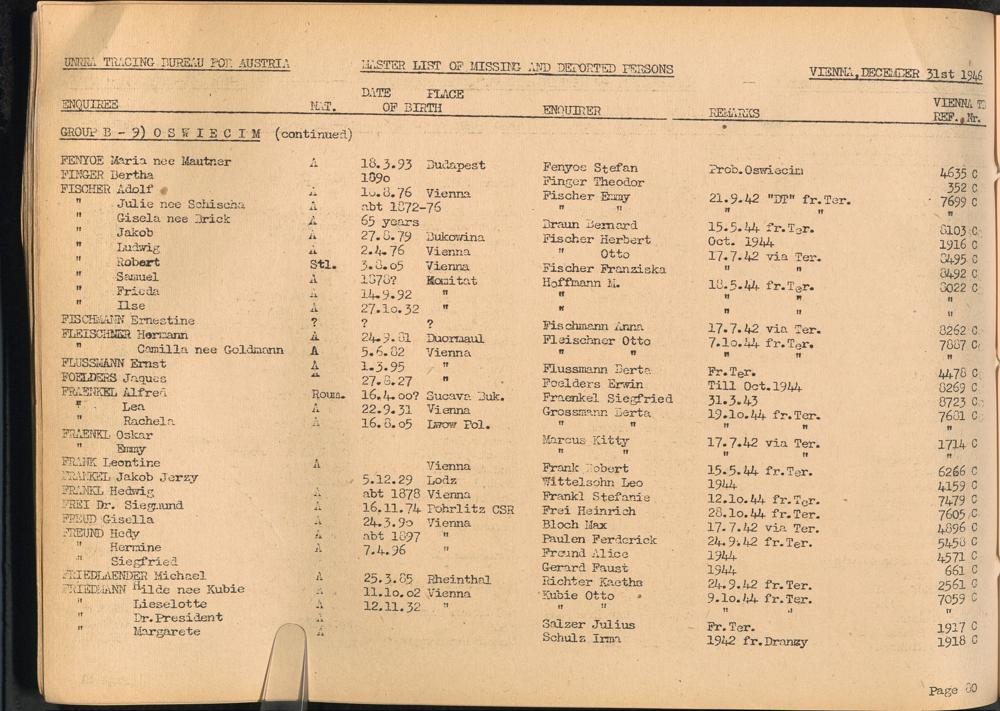 UNRRA TRACING BUREAU FOR AUSTRIA MASTER LIST OF MISSING AND DEPORTED PERSONS VIENNA, DECEMBER 31st 1946
ENQUIREE NAT. DATE PLACE OF BIRTH ENQUIRER REMARKS VIENNA TB REF. Nr.
GROUP B - 9) O S W I E C I M (continued)
FENYOE Maria nee Mautner A 18.3.93 Budapest Fenyos Stefan Prob.Oswiecim 4635 C
FINGER Bertha 1890 Finger Theodor 352 C
FISCHER Adolf A 10.8.76 Vienna Fischer Emmy 21.9.42 "DT" fr.Ter. 7699 C
" Julie nee Schischa A abt 1872-76 " " " " "
" Gisela nee Brick A 65 years Braun Bernard 15.5.44 fr.Ter. 8103 C
" Jakob A 27.8.79 Bukowina Fischer Herbert Oct. 1944 1916 C
" Ludwig A 2.4.76 Vienna " Otto 17.7.42 via Ter. 8495 C
" Robert Stl. 3.8.05 Vienna Fischer Franziska " " 8492 C
" Samuel A 1878? Komitat Hoffmann M. 18.5.44 fr.Ter. 8022 C
" Frieda A 14.9.92 " " " " "
" Ilse A 27.10.32 " " " " "
FISCHMANN Ernestine ? ? ? Fischmann Anna 17.7.42 via Ter. 8262 C
FLEISCHNER Hermann A 24.9.81 Duormaul Fleischner Otto 7.10.44 fr.Ter. 7887 C
" Camilla nee Goldmann A 5.6.82 Vienna " " " " "
FLUSSMANN Ernst A 1.3.95 " Flussmann Berta Fr.Ter. 4478 C
FOELDERS Jaques A 27.8.27 " Foelders Erwin Till Oct.1944 8269 C
FRAENKEL Alfred Roum. 16.4.00? Sucava Buk. Fraenkel Siegfried 31.3.43 8723 C
" Lea A 22.9.31 Vienna Grossmann Berta 19.10.44 fr.Ter. 7681 C
" Rachela A 16.8.05 Lwow Pol. " " " " "
FRAENKL Oskar Marcus Kitty 17.7.42 via Ter. 1714 C
" Emmy " " " " "
FRANK Leontine A Vienna Frank Robert 15.5.44 fr.Ter. 6266 C
FRANKEL Jakob Jerzy 5.12.29 Lodz Wittelsohn Leo 1944 4159 C
FRANKL Hedwig A abt 1878 Vienna Frankl Stefanie 12.10.44 fr.Ter. 7479 C
FREI Dr. Siegmund A 16.11.74 Pohrlitz CSR Frei Heinrich 28.10.44 fr.Ter. 7605 C
FREUD Gisella A 24.3.90 Vienna Bloch Max 17.7.42 via Ter. 4896 C
FREUND Hedy A abt 1897 " Paulen Ferderick 24.9.42 fr.Ter. 5458 C
" Hermine A 7.4.96 " Freund Alice 1944 4571 C
" Siegfried Gerard Faust 1944 661 C
FRIEDLAENDER Michael A 25.3.85 Rheinthal Richter Kaethe 24.9.42 fr.Ter. 2561 C
FRIEDMANN Hilde nee Kubie A 11.10.02 Vienna Kubie Otto 9.10.44 fr.Ter. 7059 C
" Lieselotte A 12.11.32 " " " " " "
" Dr.President A Salzer Julius Fr.Ter. 1917 C
" Margarete A Schulz Irma 1942 fr.Drancy 1918 C
Page 80